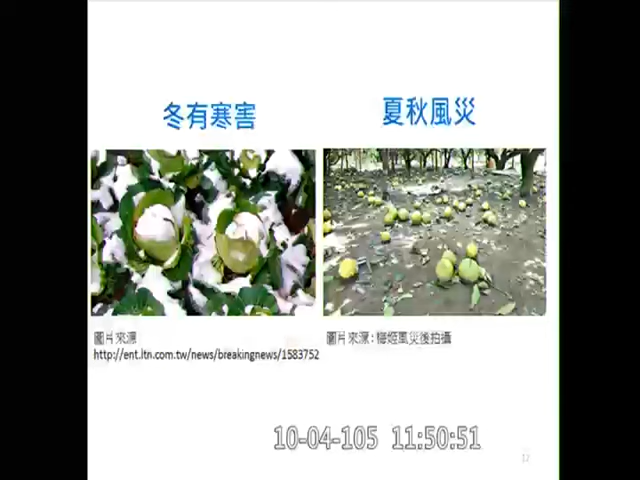 冬有寒害
夏秋風災
圖片來源
http://ent.ltn.com.tw/news/breakingnews/1583752
圖片來源:梅姬風災後拍攝
10-04-105 11:50:51
12